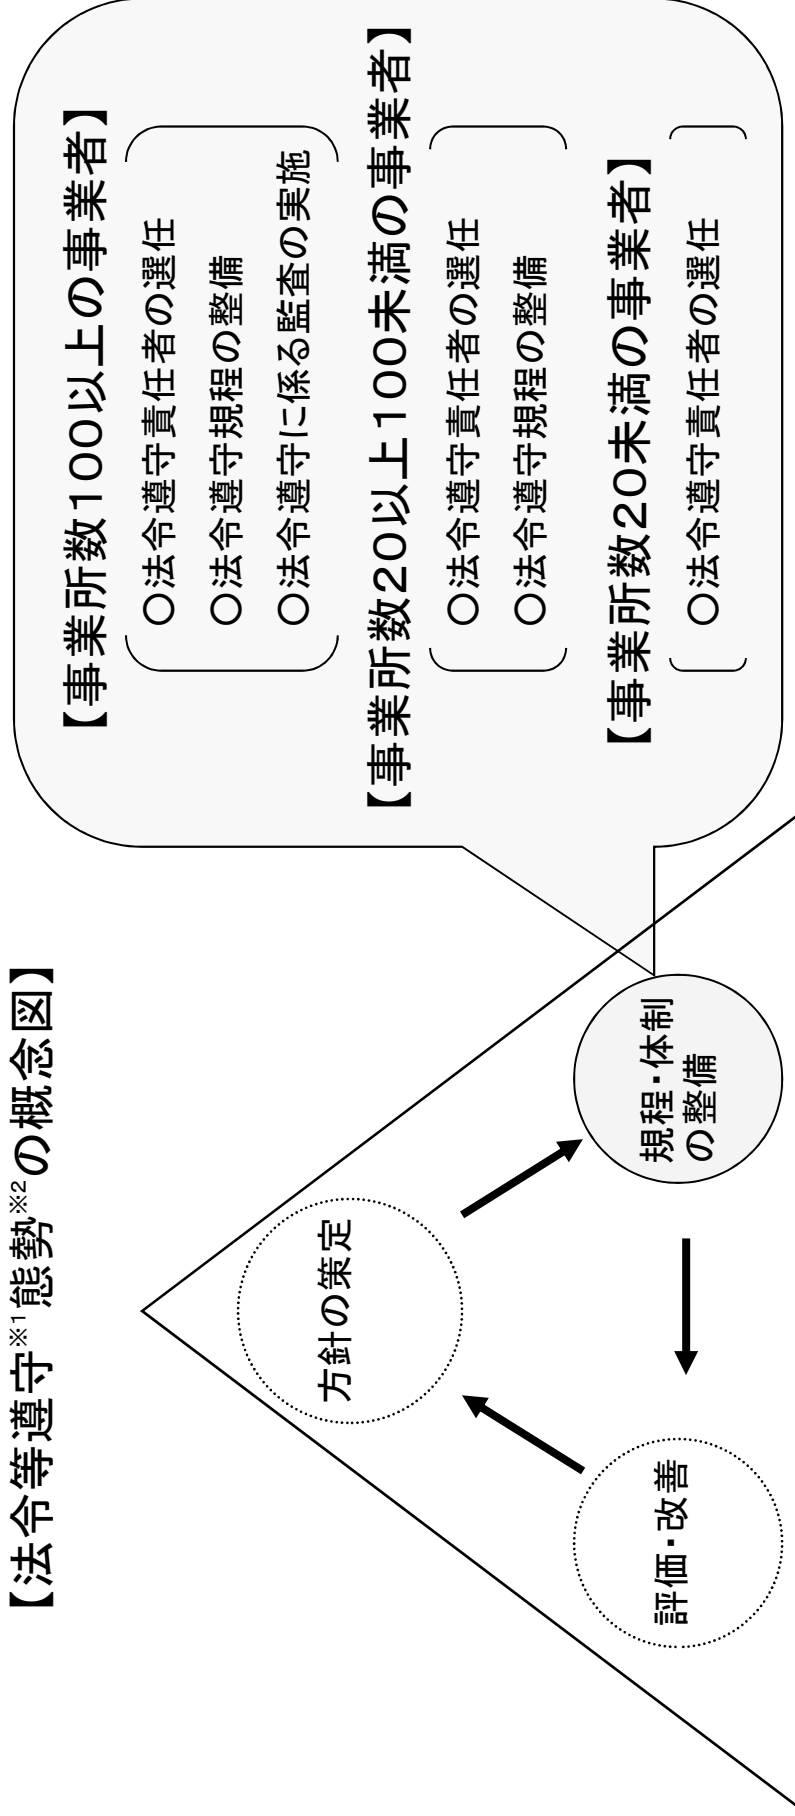 【法令等遵守※1態勢※2の概念図】
方針の策定
規程・体制
の整備
評価・改善
【事業所数100以上の事業者】
○法令遵守責任者の選任
○法令遵守規程の整備
○法令遵守に係る監査の実施
【事業所数20以上100未満の事業者】
○法令遵守責任者の選任
○法令遵守規程の整備
【事業所数20未満の事業者】
○法令遵守責任者の選任